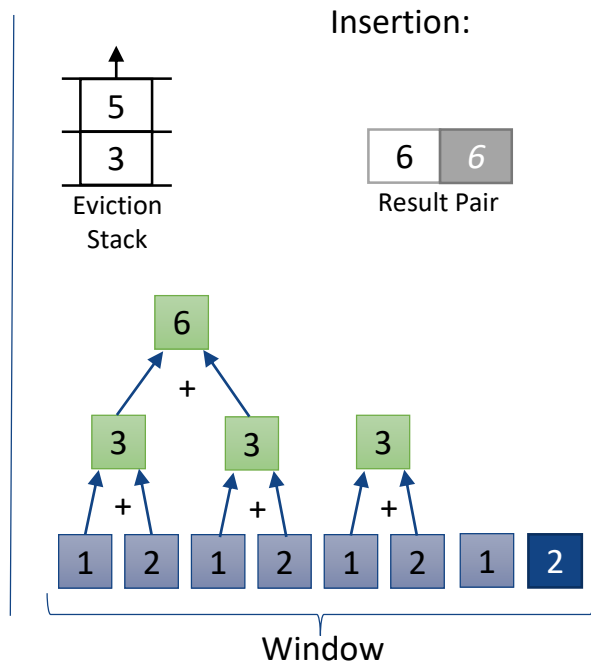 Insertion:
5
3
Eviction
Stack
6 6
Result Pair
6
+
3 3 3
+ + +
1 2 1 2 1 2 1 2
Window